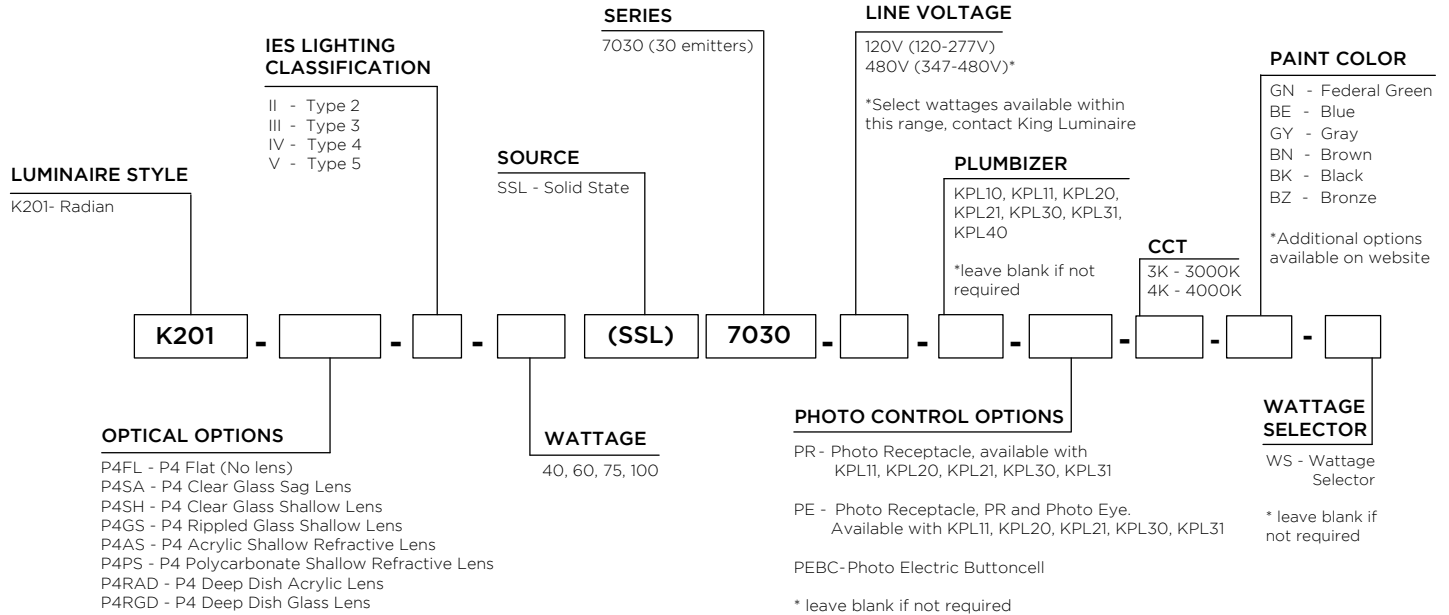 LUMINAIRE STYLE
K201- Radian
IES LIGHTING
CLASSIFICATION
II - Type 2
III - Type 3
IV - Type 4
V - Type 5
SOURCE
SSL - Solid State
SERIES
7030 (30 emitters)
LINE VOLTAGE
120V (120-277V)
480V (347-480V)*
*Select wattages available within
this range, contact King Luminaire
PLUMBIZER
KPL10, KPL11, KPL20,
KPL21, KPL30, KPL31,
KPL40
*leave blank if not
required
CCT
3K - 3000K
4K - 4000K
PAINT COLOR
GN - Federal Green
BE - Blue
GY - Gray
BN - Brown
BK - Black
BZ - Bronze
*Additional options
available on website
K201 - - - (SSL) 7030 - - - - - -
OPTICAL OPTIONS
P4FL - P4 Flat (No lens)
P4SA - P4 Clear Glass Sag Lens
P4SH - P4 Clear Glass Shallow Lens
P4GS - P4 Rippled Glass Shallow Lens
P4AS - P4 Acrylic Shallow Refractive Lens
P4PS - P4 Polycarbonate Shallow Refractive Lens
P4RAD - P4 Deep Dish Acrylic Lens
P4RGD - P4 Deep Dish Glass Lens
WATTAGE
40, 60, 75, 100
PHOTO CONTROL OPTIONS
PR - Photo Receptacle, available with
KPL11, KPL20, KPL21, KPL30, KPL31
PE - Photo Receptacle, PR and Photo Eye.
Available with KPL11, KPL20, KPL21, KPL30, KPL31
PEBC-Photo Electric Buttoncell
* leave blank if not required
WATTAGE
SELECTOR
WS - Wattage
Selector
* leave blank if
not required